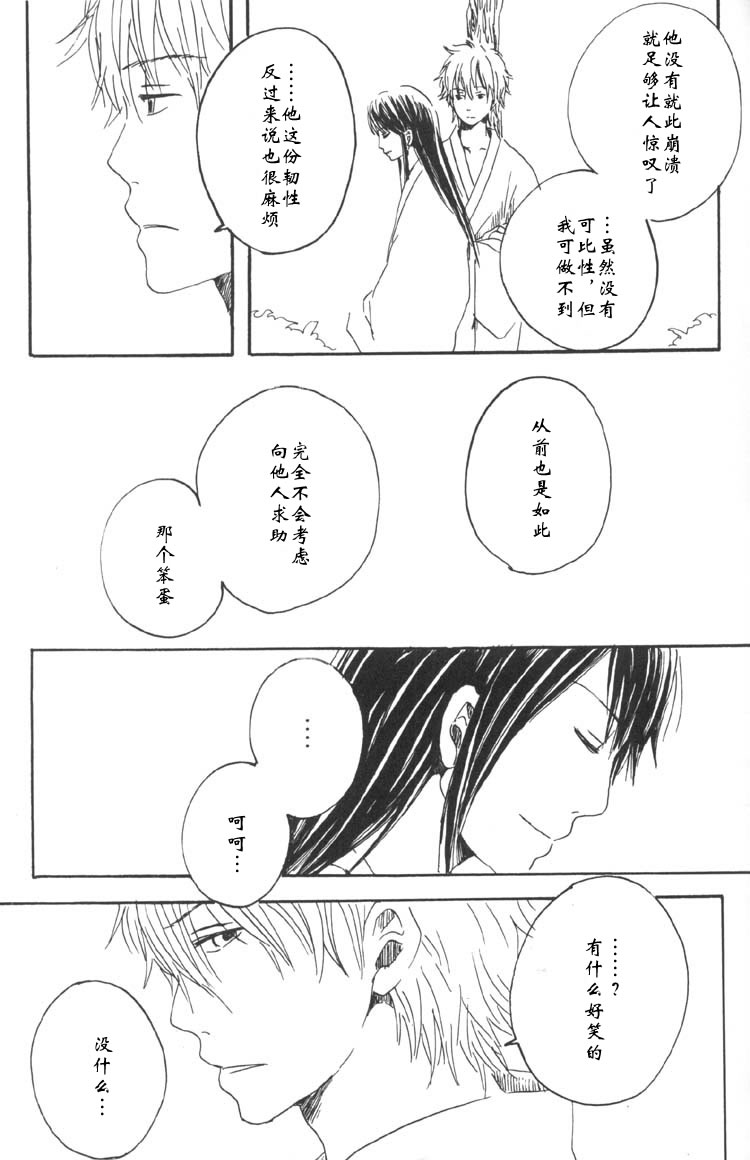 他没有就此崩溃
就足够让人惊叹了
…虽然没有
可比性，但
我可做不到
……他这份韧性
反过来说也很麻烦
从前也是如此
完全不会考虑
向他人求助
那个笨蛋
……
呵呵…
……?
有什么好笑的
没什么…